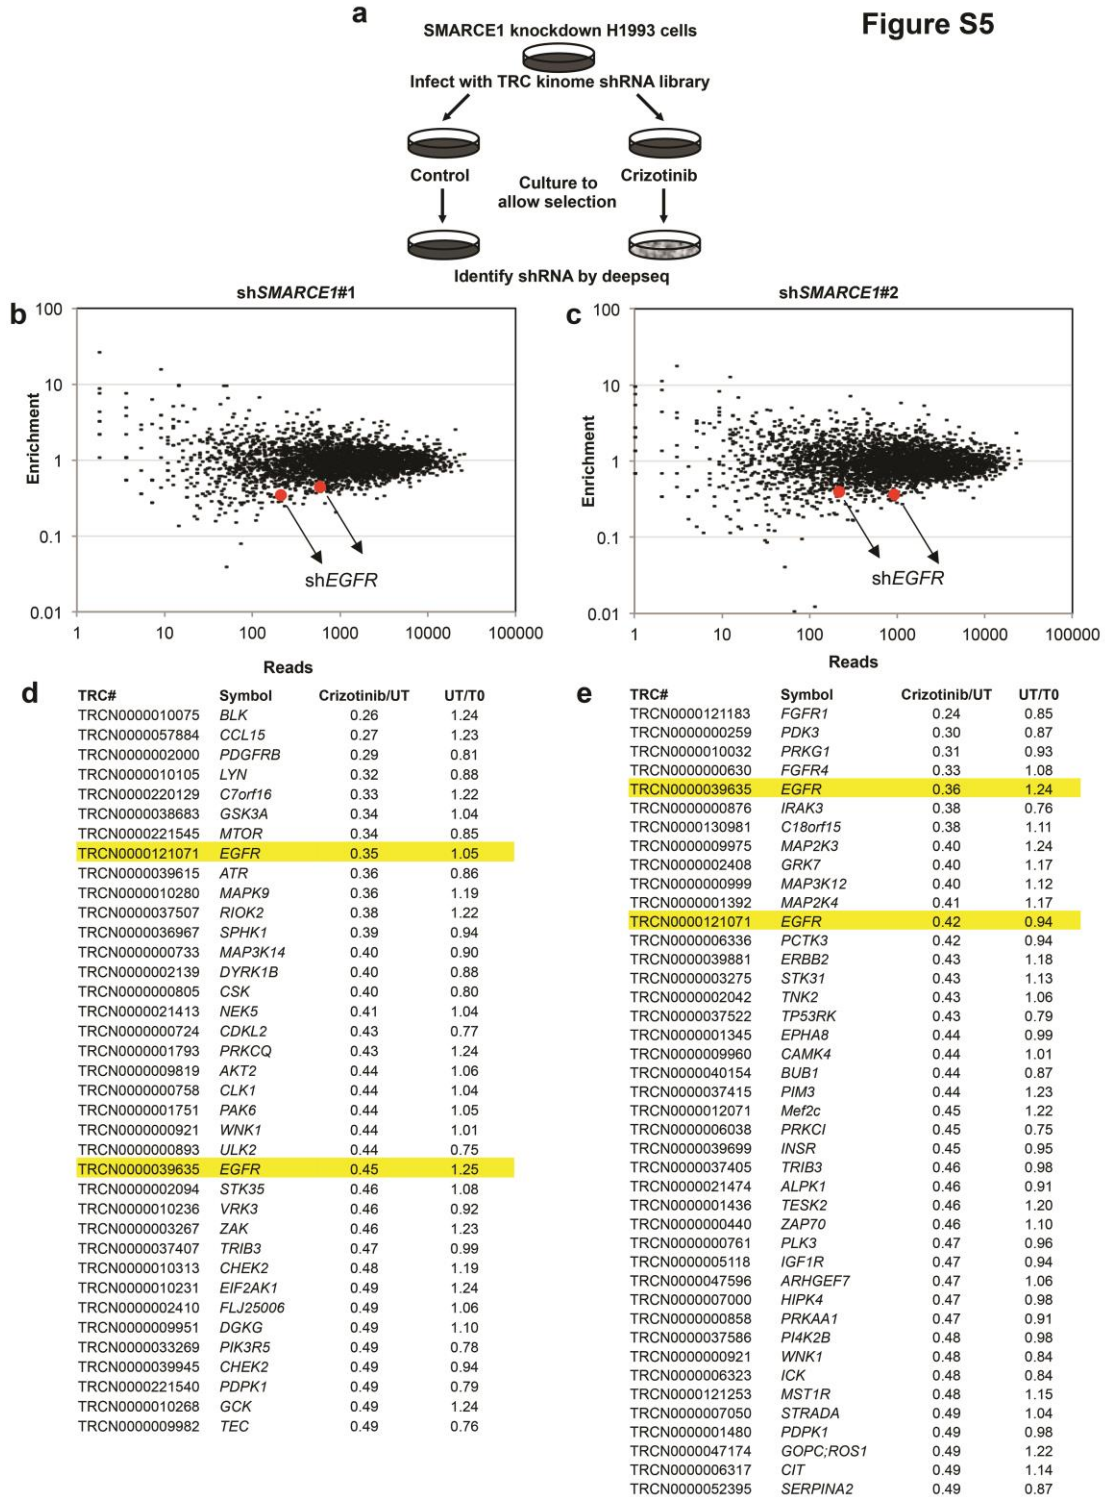 Figure S5
a
SMARCE1 knockdown H1993 cells
Infect with TRC kinome shRNA library
Control
Crizotinib
Culture to
allow selection
Identify shRNA by deepseq
b
shSMARCE1#1
Enrichment
100
10
1
0.1
0.01
shEGFR
1 10 100 1000 10000 100000
Reads
c
shSMARCE1#2
Enrichment
100
10
1
0.1
0.01
shEGFR
1 10 100 1000 10000 100000
Reads
d
TRC# Symbol Crizotinib/UT UT/T0
TRCN0000010075 BLK 0.26 1.24
TRCN0000057884 CCL15 0.27 1.23
TRCN0000002000 PDGFRB 0.29 0.81
TRCN0000010105 LYN 0.32 0.88
TRCN0000220129 C7orf16 0.33 1.22
TRCN0000038683 GSK3A 0.34 1.04
TRCN0000221545 MTOR 0.34 0.85
TRCN0000121071 EGFR 0.35 1.05
TRCN0000039615 ATR 0.36 0.86
TRCN0000010280 MAPK9 0.36 1.19
TRCN0000037507 RIOK2 0.38 1.22
TRCN0000036967 SPHK1 0.39 0.94
TRCN0000000733 MAP3K14 0.40 0.90
TRCN0000002139 DYRK1B 0.40 0.88
TRCN0000000805 CSK 0.40 0.80
TRCN0000021413 NEK5 0.41 1.04
TRCN0000000724 CDKL2 0.43 0.77
TRCN0000001793 PRKCQ 0.43 1.24
TRCN0000009819 AKT2 0.44 1.06
TRCN0000000758 CLK1 0.44 1.04
TRCN0000001751 PAK6 0.44 1.05
TRCN0000000921 WNK1 0.44 1.01
TRCN0000000893 ULK2 0.44 0.75
TRCN0000039635 EGFR 0.45 1.25
TRCN0000002094 STK35 0.46 1.08
TRCN0000010236 VRK3 0.46 0.92
TRCN0000003267 ZAK 0.46 1.23
TRCN0000037407 TRIB3 0.47 0.99
TRCN0000010313 CHEK2 0.48 1.19
TRCN0000010231 EIF2AK1 0.49 1.24
TRCN0000002410 FLJ25006 0.49 1.06
TRCN0000009951 DGKG 0.49 1.10
TRCN0000033269 PIK3R5 0.49 0.78
TRCN0000039945 CHEK2 0.49 0.94
TRCN0000221540 PDPK1 0.49 0.79
TRCN0000010268 GCK 0.49 1.24
TRCN0000009982 TEC 0.49 0.76
e
TRC# Symbol Crizotinib/UT UT/T0
TRCN0000121183 FGFR1 0.24 0.85
TRCN0000000259 PDK3 0.30 0.87
TRCN0000010032 PRKG1 0.31 0.93
TRCN0000000630 FGFR4 0.33 1.08
TRCN0000039635 EGFR 0.36 1.24
TRCN0000000876 IRAK3 0.38 0.76
TRCN0000130981 C18orf15 0.38 1.11
TRCN0000009975 MAP2K3 0.40 1.24
TRCN0000002408 GRK7 0.40 1.17
TRCN0000000999 MAP3K12 0.40 1.12
TRCN0000001392 MAP2K4 0.41 1.17
TRCN0000121071 EGFR 0.42 0.94
TRCN0000006336 PCTK3 0.42 0.94
TRCN0000039881 ERBB2 0.43 1.18
TRCN0000003275 STK31 0.43 1.13
TRCN0000002042 TNK2 0.43 1.06
TRCN0000037522 TP53RK 0.43 0.79
TRCN0000001345 EPHA8 0.44 0.99
TRCN0000009960 CAMK4 0.44 1.01
TRCN0000040154 BUB1 0.44 0.87
TRCN0000037415 PIM3 0.44 1.23
TRCN0000012071 Mef2c 0.45 1.22
TRCN0000006038 PRKCI 0.45 0.75
TRCN0000039699 INSR 0.45 0.95
TRCN0000037405 TRIB3 0.46 0.98
TRCN0000021474 ALPK1 0.46 0.91
TRCN0000001436 TESK2 0.46 1.20
TRCN0000000440 ZAP70 0.46 1.10
TRCN0000000761 PLK3 0.47 0.96
TRCN0000005118 IGF1R 0.47 0.94
TRCN0000047596 ARHGEF7 0.47 1.06
TRCN0000007000 HIPK4 0.47 0.98
TRCN0000000858 PRKAA1 0.47 0.91
TRCN0000037586 PI4K2B 0.48 0.98
TRCN0000000921 WNK1 0.48 0.84
TRCN0000006323 ICK 0.48 0.84
TRCN0000121253 MST1R 0.48 1.15
TRCN0000007050 STRADA 0.49 1.04
TRCN0000001480 PDPK1 0.49 0.98
TRCN0000047174 GOPC;ROS1 0.49 1.22
TRCN0000006317 CIT 0.49 1.14
TRCN0000052395 SERPINA2 0.49 0.87